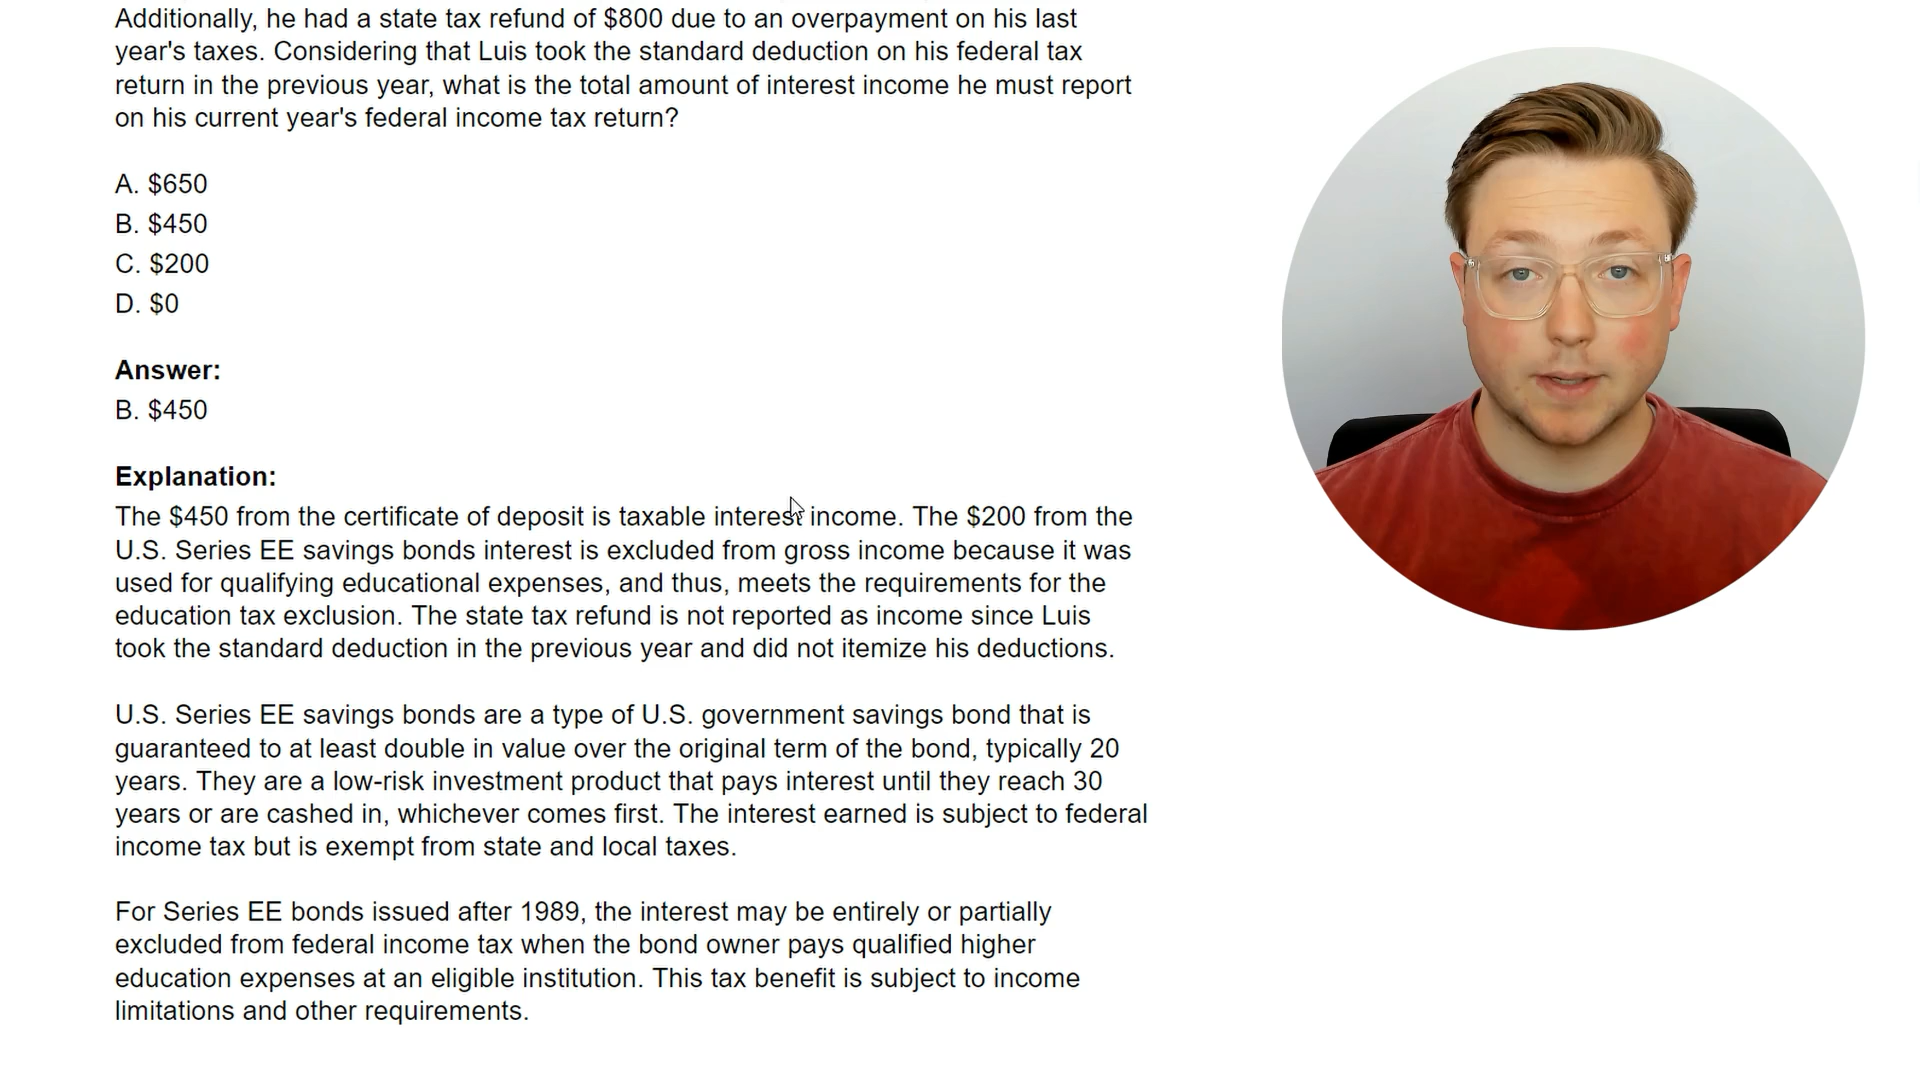 Additionally, he had a state tax refund of $800 due to an overpayment on his last
year's taxes. Considering that Luis took the standard deduction on his federal tax
return in the previous year, what is the total amount of interest income he must report
on his current year's federal income tax return?
A. $650
B. $450
C. $200
D. $0
Answer:
B. $450
Explanation:
The $450 from the certificate of deposit is taxable interest income. The $200 from the
U.S. Series EE savings bonds interest is excluded from gross income because it was
used for qualifying educational expenses, and thus, meets the requirements for the
education tax exclusion. The state tax refund is not reported as income since Luis
took the standard deduction in the previous year and did not itemize his deductions.
U.S. Series EE savings bonds are a type of U.S. government savings bond that is
guaranteed to at least double in value over the original term of the bond, typically 20
years. They are a low-risk investment product that pays interest until they reach 30
years or are cashed in, whichever comes first. The interest earned is subject to federal
income tax but is exempt from state and local taxes.
For Series EE bonds issued after 1989, the interest may be entirely or partially
excluded from federal income tax when the bond owner pays qualified higher
education expenses at an eligible institution. This tax benefit is subject to income
limitations and other requirements.